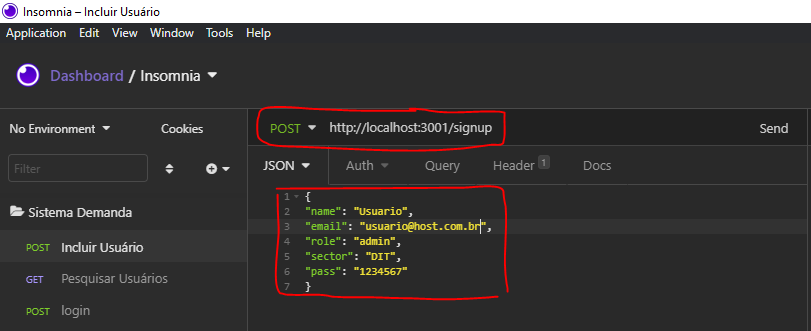 Insomnia – Incluir Usuário
Application Edit View Window Tools Help
Dashboard / Insomnia
No Environment Cookies
POST http://localhost:3001/signup Send
Filter
JSON Auth Query Header 1 Docs
Sistema Demanda
POST Incluir Usuário
GET Pesquisar Usuários
POST login
1 {
2 "name": "Usuario",
3 "email": "usuario@host.com.br",
4 "role": "admin",
5 "sector": "DIT",
6 "pass": "1234567"
7 }